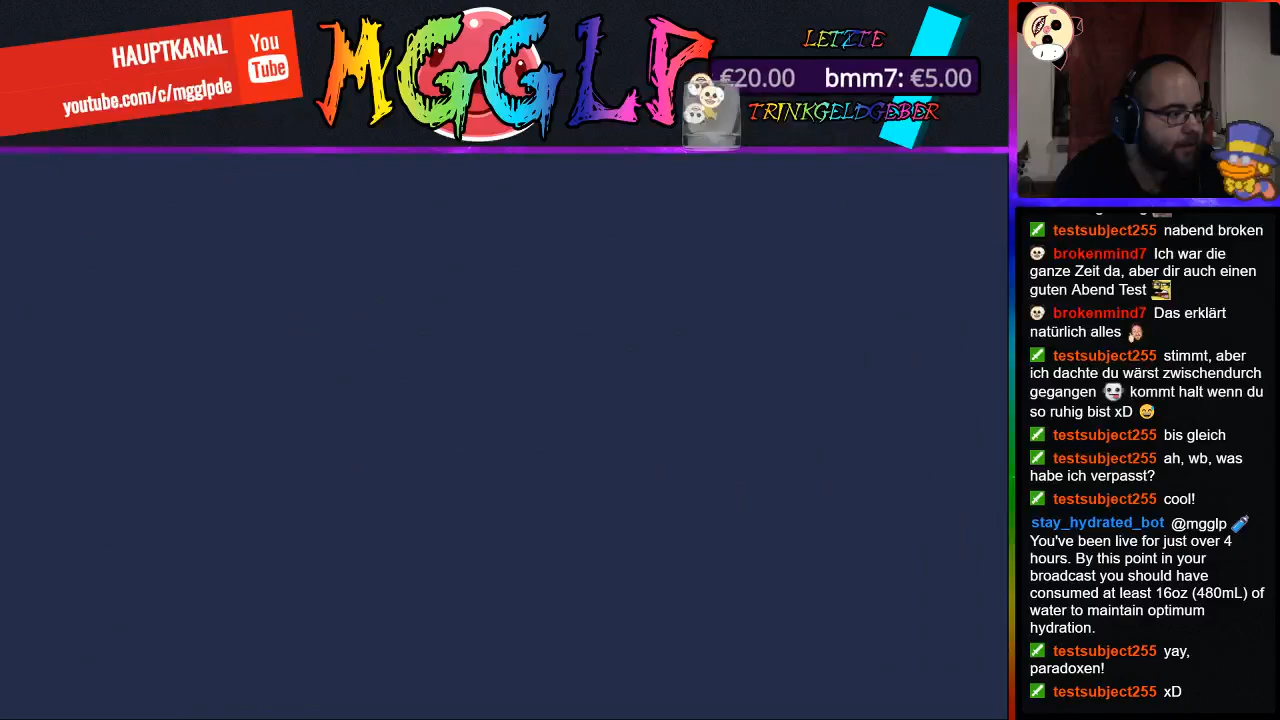 HAUPTKANAL
You
Tube
youtube.com/c/mgglpde
MGGLP
LETZTE
€20.00 bmm7: €5.00
TRINKGELDGEBER
testsubject255 nabend broken
brokenmind7 Ich war die
ganze Zeit da, aber dir auch einen
guten Abend Test
brokenmind7 Das erklärt
natürlich alles
testsubject255 stimmt, aber
ich dachte du wärst zwischendurch
gegangen 👻 kommt halt wenn du
so ruhig bist xD 😅
testsubject255 bis gleich
testsubject255 ah, wb, was
habe ich verpasst?
testsubject255 cool!
stay_hydrated_bot @mgglp
You've been live for just over 4
hours. By this point in your
broadcast you should have
consumed at least 16oz (480mL) of
water to maintain optimum
hydration.
testsubject255 yay,
paradoxen!
testsubject255 xD